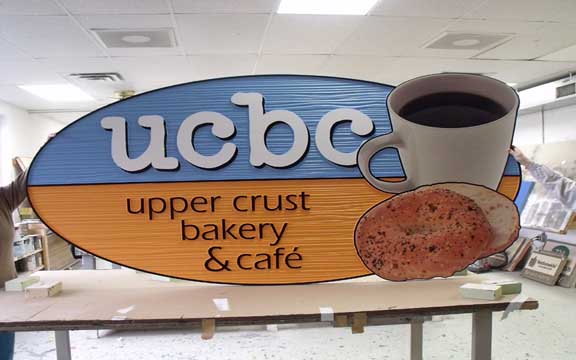 ucbc
upper crust
bakery
& café